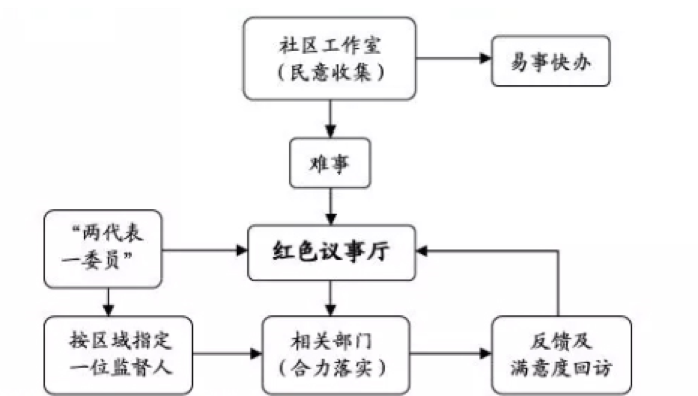 社区工作室
（民意收集）
易事快办
难事
“两代表
一委员”
红色议事厅
按区域指定
一位监督人
相关部门
（合力落实）
反馈及
满意度回访